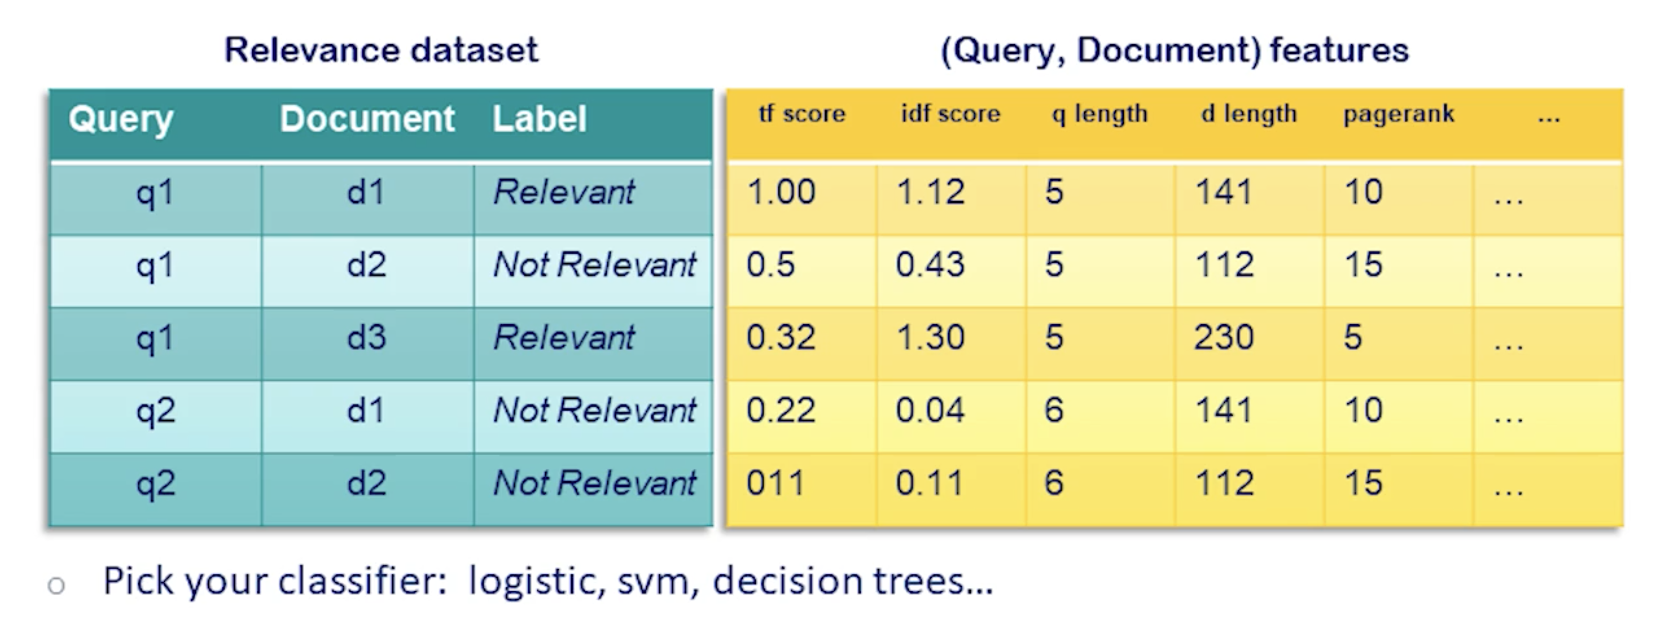 Relevance dataset (Query, Document) features
Query Document Label tf score idf score q length d length pagerank ...
q1 d1 Relevant 1.00 1.12 5 141 10 ...
q1 d2 Not Relevant 0.5 0.43 5 112 15 ...
q1 d3 Relevant 0.32 1.30 5 230 5 ...
q2 d1 Not Relevant 0.22 0.04 6 141 10 ...
q2 d2 Not Relevant 011 0.11 6 112 15 ...
○ Pick your classifier: logistic, svm, decision trees...